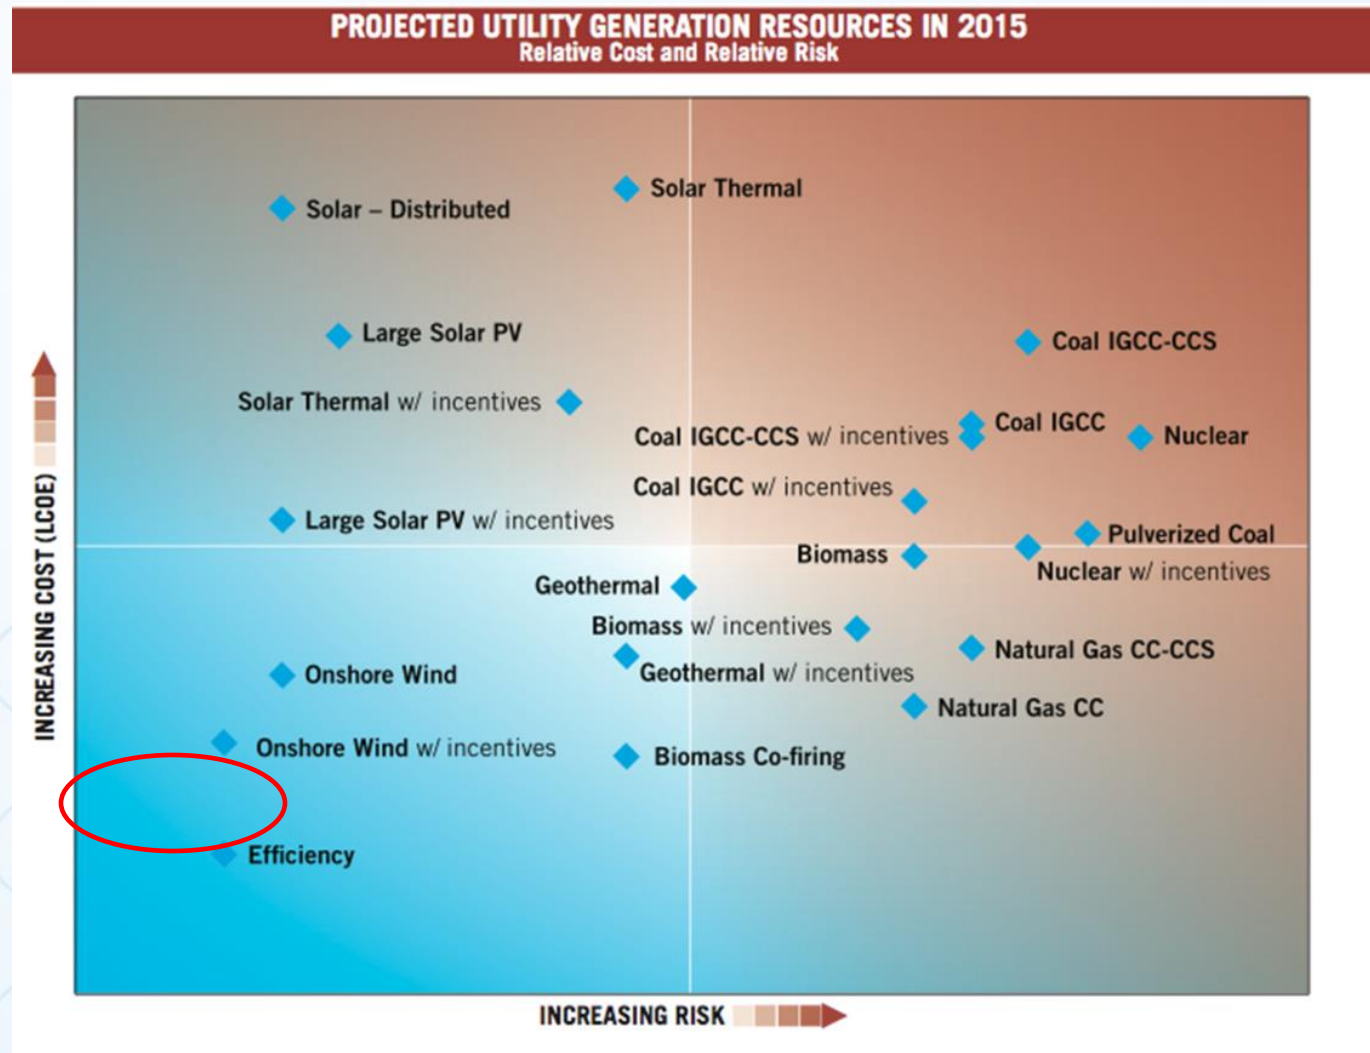 PROJECTED UTILITY GENERATION RESOURCES IN 2015
Relative Cost and Relative Risk
Solar Thermal
Solar – Distributed
Large Solar PV
Coal IGCC-CCS
Solar Thermal w/ incentives
Coal IGCC
Coal IGCC-CCS w/ incentives
Nuclear
Coal IGCC w/ incentives
Large Solar PV w/ incentives
Pulverized Coal
Biomass
Nuclear w/ incentives
Geothermal
Biomass w/ incentives
Natural Gas CC-CCS
Geothermal w/ incentives
Onshore Wind
Natural Gas CC
Onshore Wind w/ incentives
Biomass Co-firing
Efficiency
INCREASING COST (LCOE)
INCREASING RISK